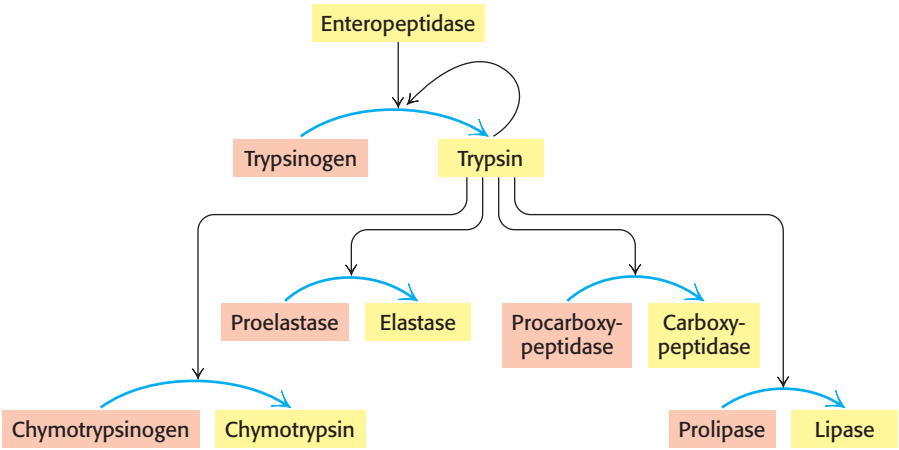 Enteropeptidase
Trypsinogen
Trypsin
Proelastase
Elastase
Procarboxy-
peptidase
Carboxy-
peptidase
Chymotrypsinogen
Chymotrypsin
Prolipase
Lipase